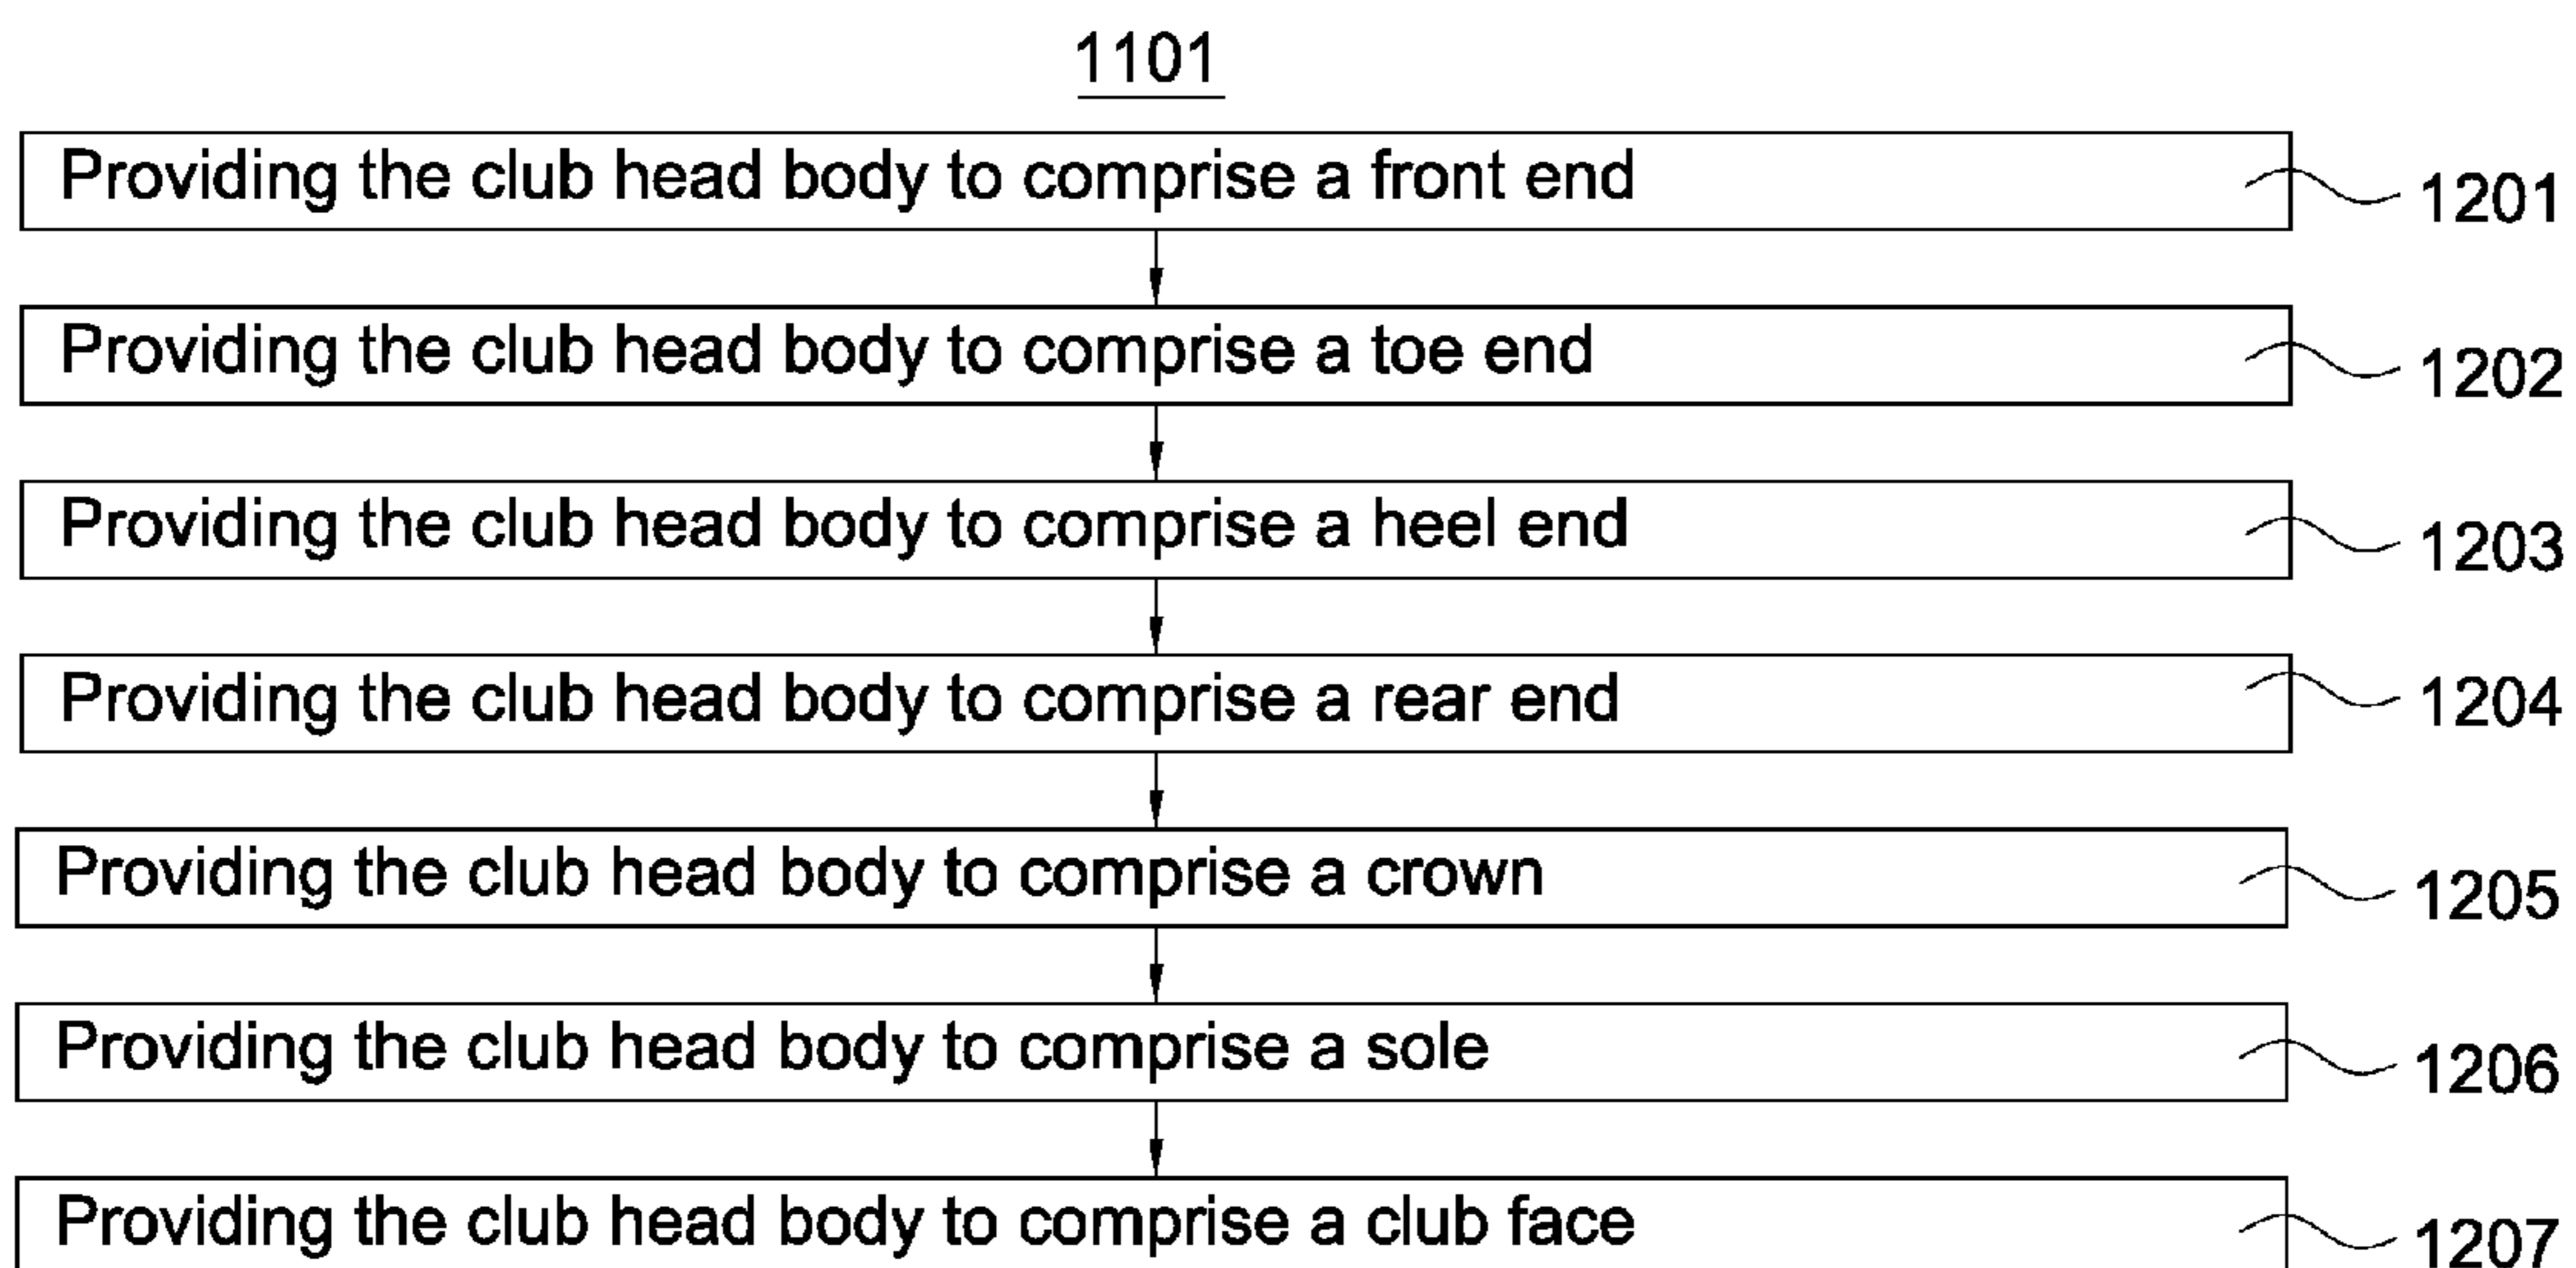 1101
Providing the club head body to comprise a front end 1201
Providing the club head body to comprise a toe end 1202
Providing the club head body to comprise a heel end 1203
Providing the club head body to comprise a rear end 1204
Providing the club head body to comprise a crown 1205
Providing the club head body to comprise a sole 1206
Providing the club head body to comprise a club face 1207